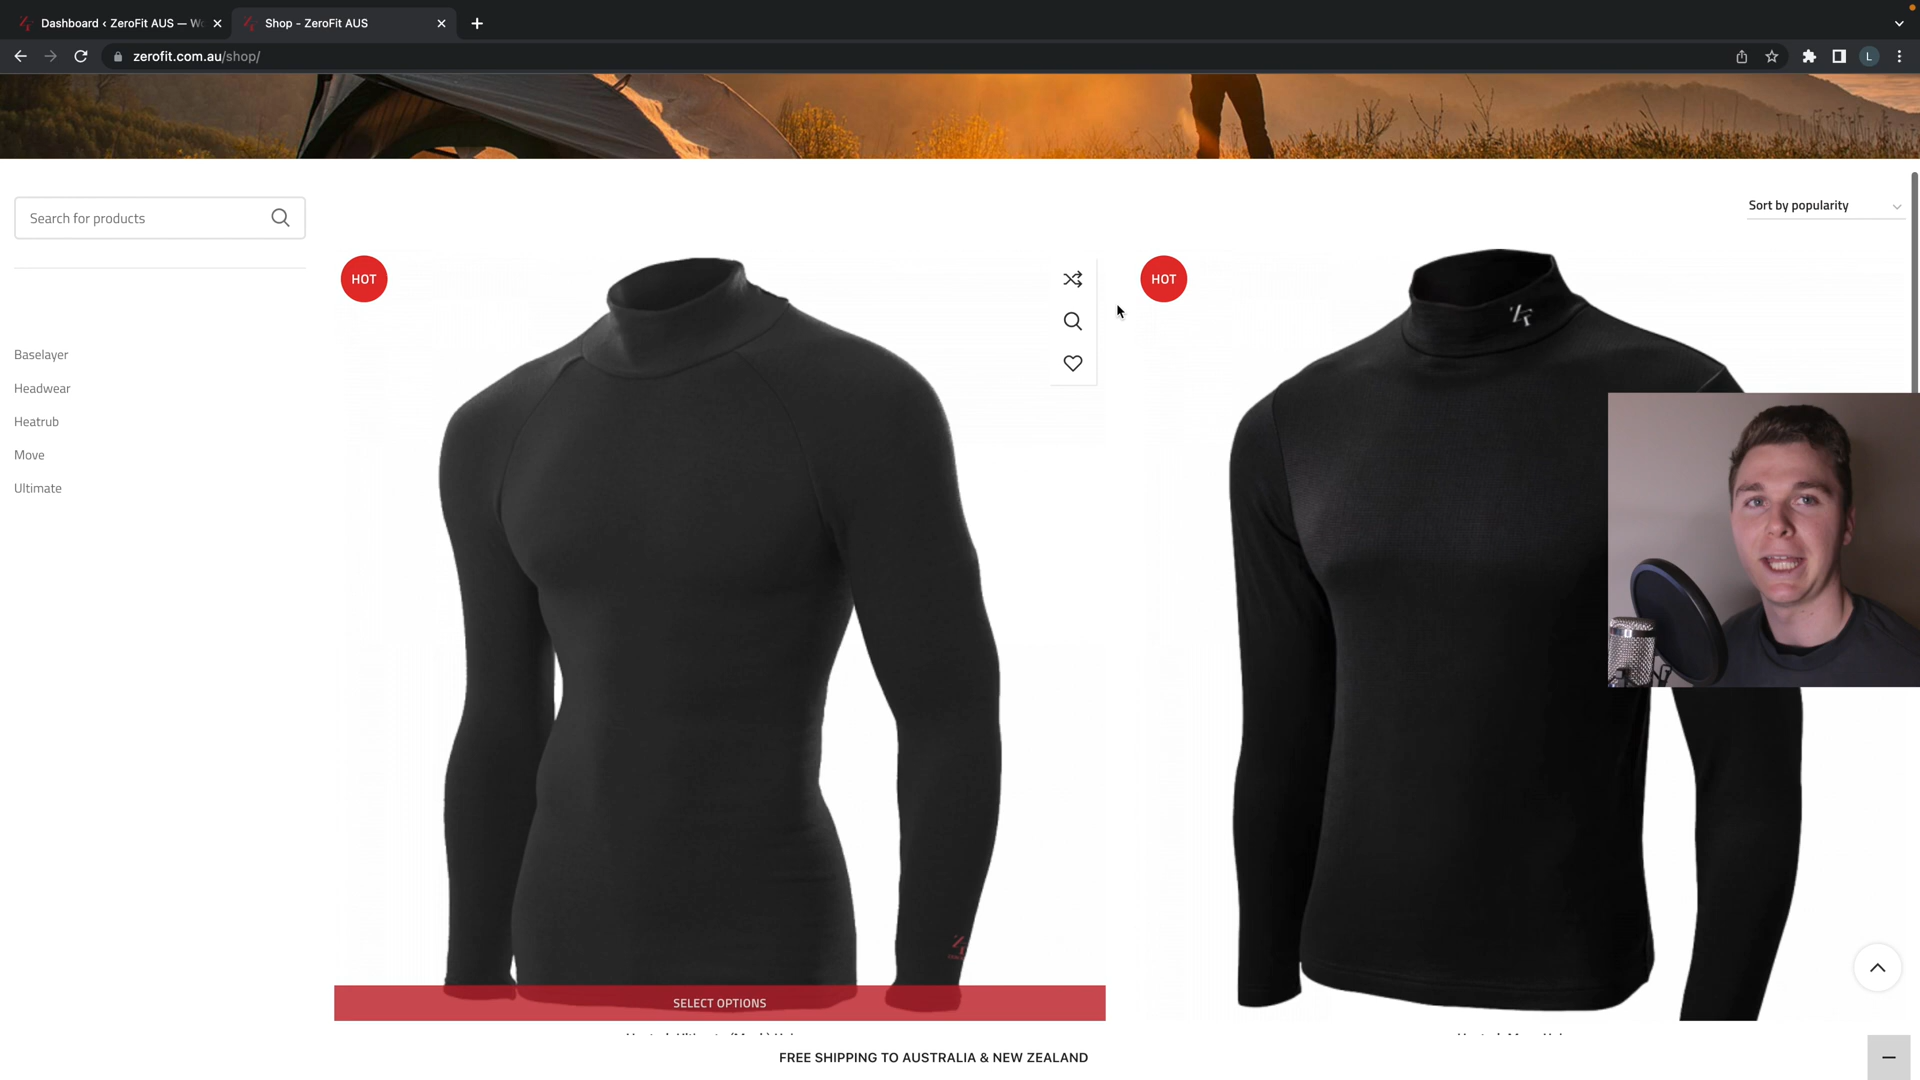 Dashboard ‹ ZeroFit AUS — Wo
Shop - ZeroFit AUS
zerofit.com.au/shop/
L
Search for products
Sort by popularity
HOT
HOT
Baselayer
Headwear
Heatrub
Move
Ultimate
SELECT OPTIONS
FREE SHIPPING TO AUSTRALIA & NEW ZEALAND